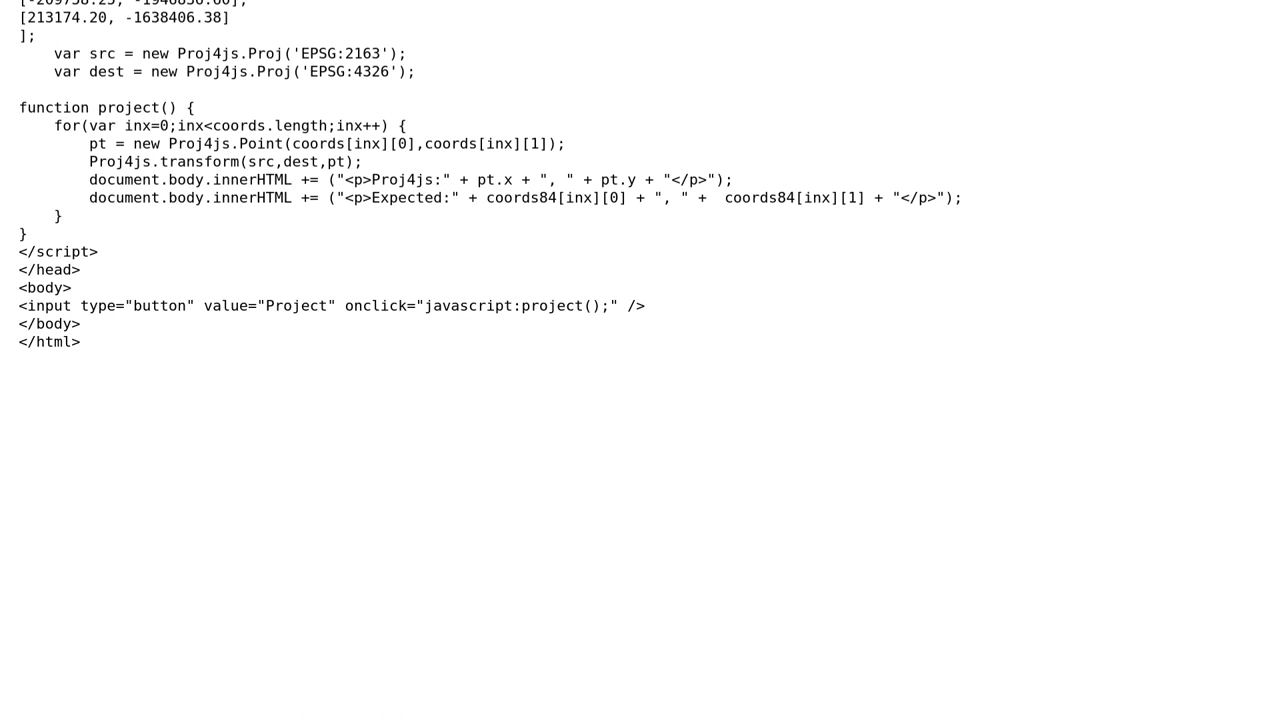 [213174.20, -1638406.38]
];
    var src = new Proj4js.Proj('EPSG:2163');
    var dest = new Proj4js.Proj('EPSG:4326');

function project() {
    for(var inx=0;inx<coords.length;inx++) {
        pt = new Proj4js.Point(coords[inx][0],coords[inx][1]);
        Proj4js.transform(src,dest,pt);
        document.body.innerHTML += ("<p>Proj4js:" + pt.x + ", " + pt.y + "</p>");
        document.body.innerHTML += ("<p>Expected:" + coords84[inx][0] + ", " +  coords84[inx][1] + "</p>");
    }
}
</script>
</head>
<body>
<input type="button" value="Project" onclick="javascript:project();" />
</body>
</html>